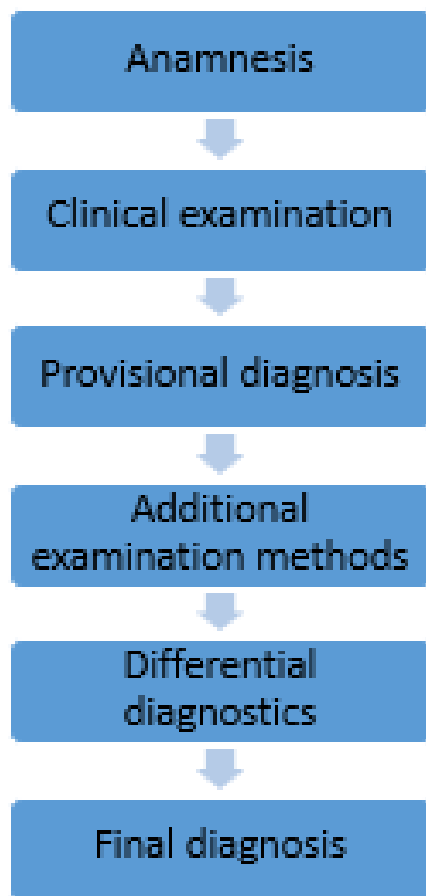 Anamnesis
Clinical examination
Provisional diagnosis
Additional
examination methods
Differential
diagnostics
Final diagnosis